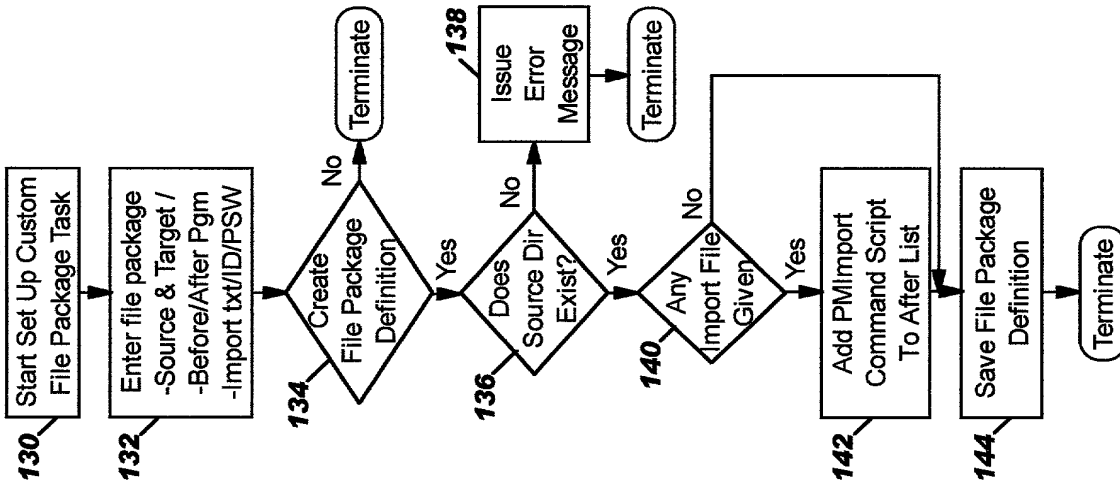 130
Start Set Up Custom
File Package Task
132
Enter file package
-Source & Target /
-Before/After Pgm
-Import txt/ID/PSW
134
Create
File Package
Definition
No
Terminate
Yes
136
Does
Source Dir
Exist?
No
138
Issue
Error
Message
Terminate
Yes
140
Any
Import File
Given
No
Yes
142
Add PMImport
Command Script
To After List
144
Save File Package
Definition
Terminate